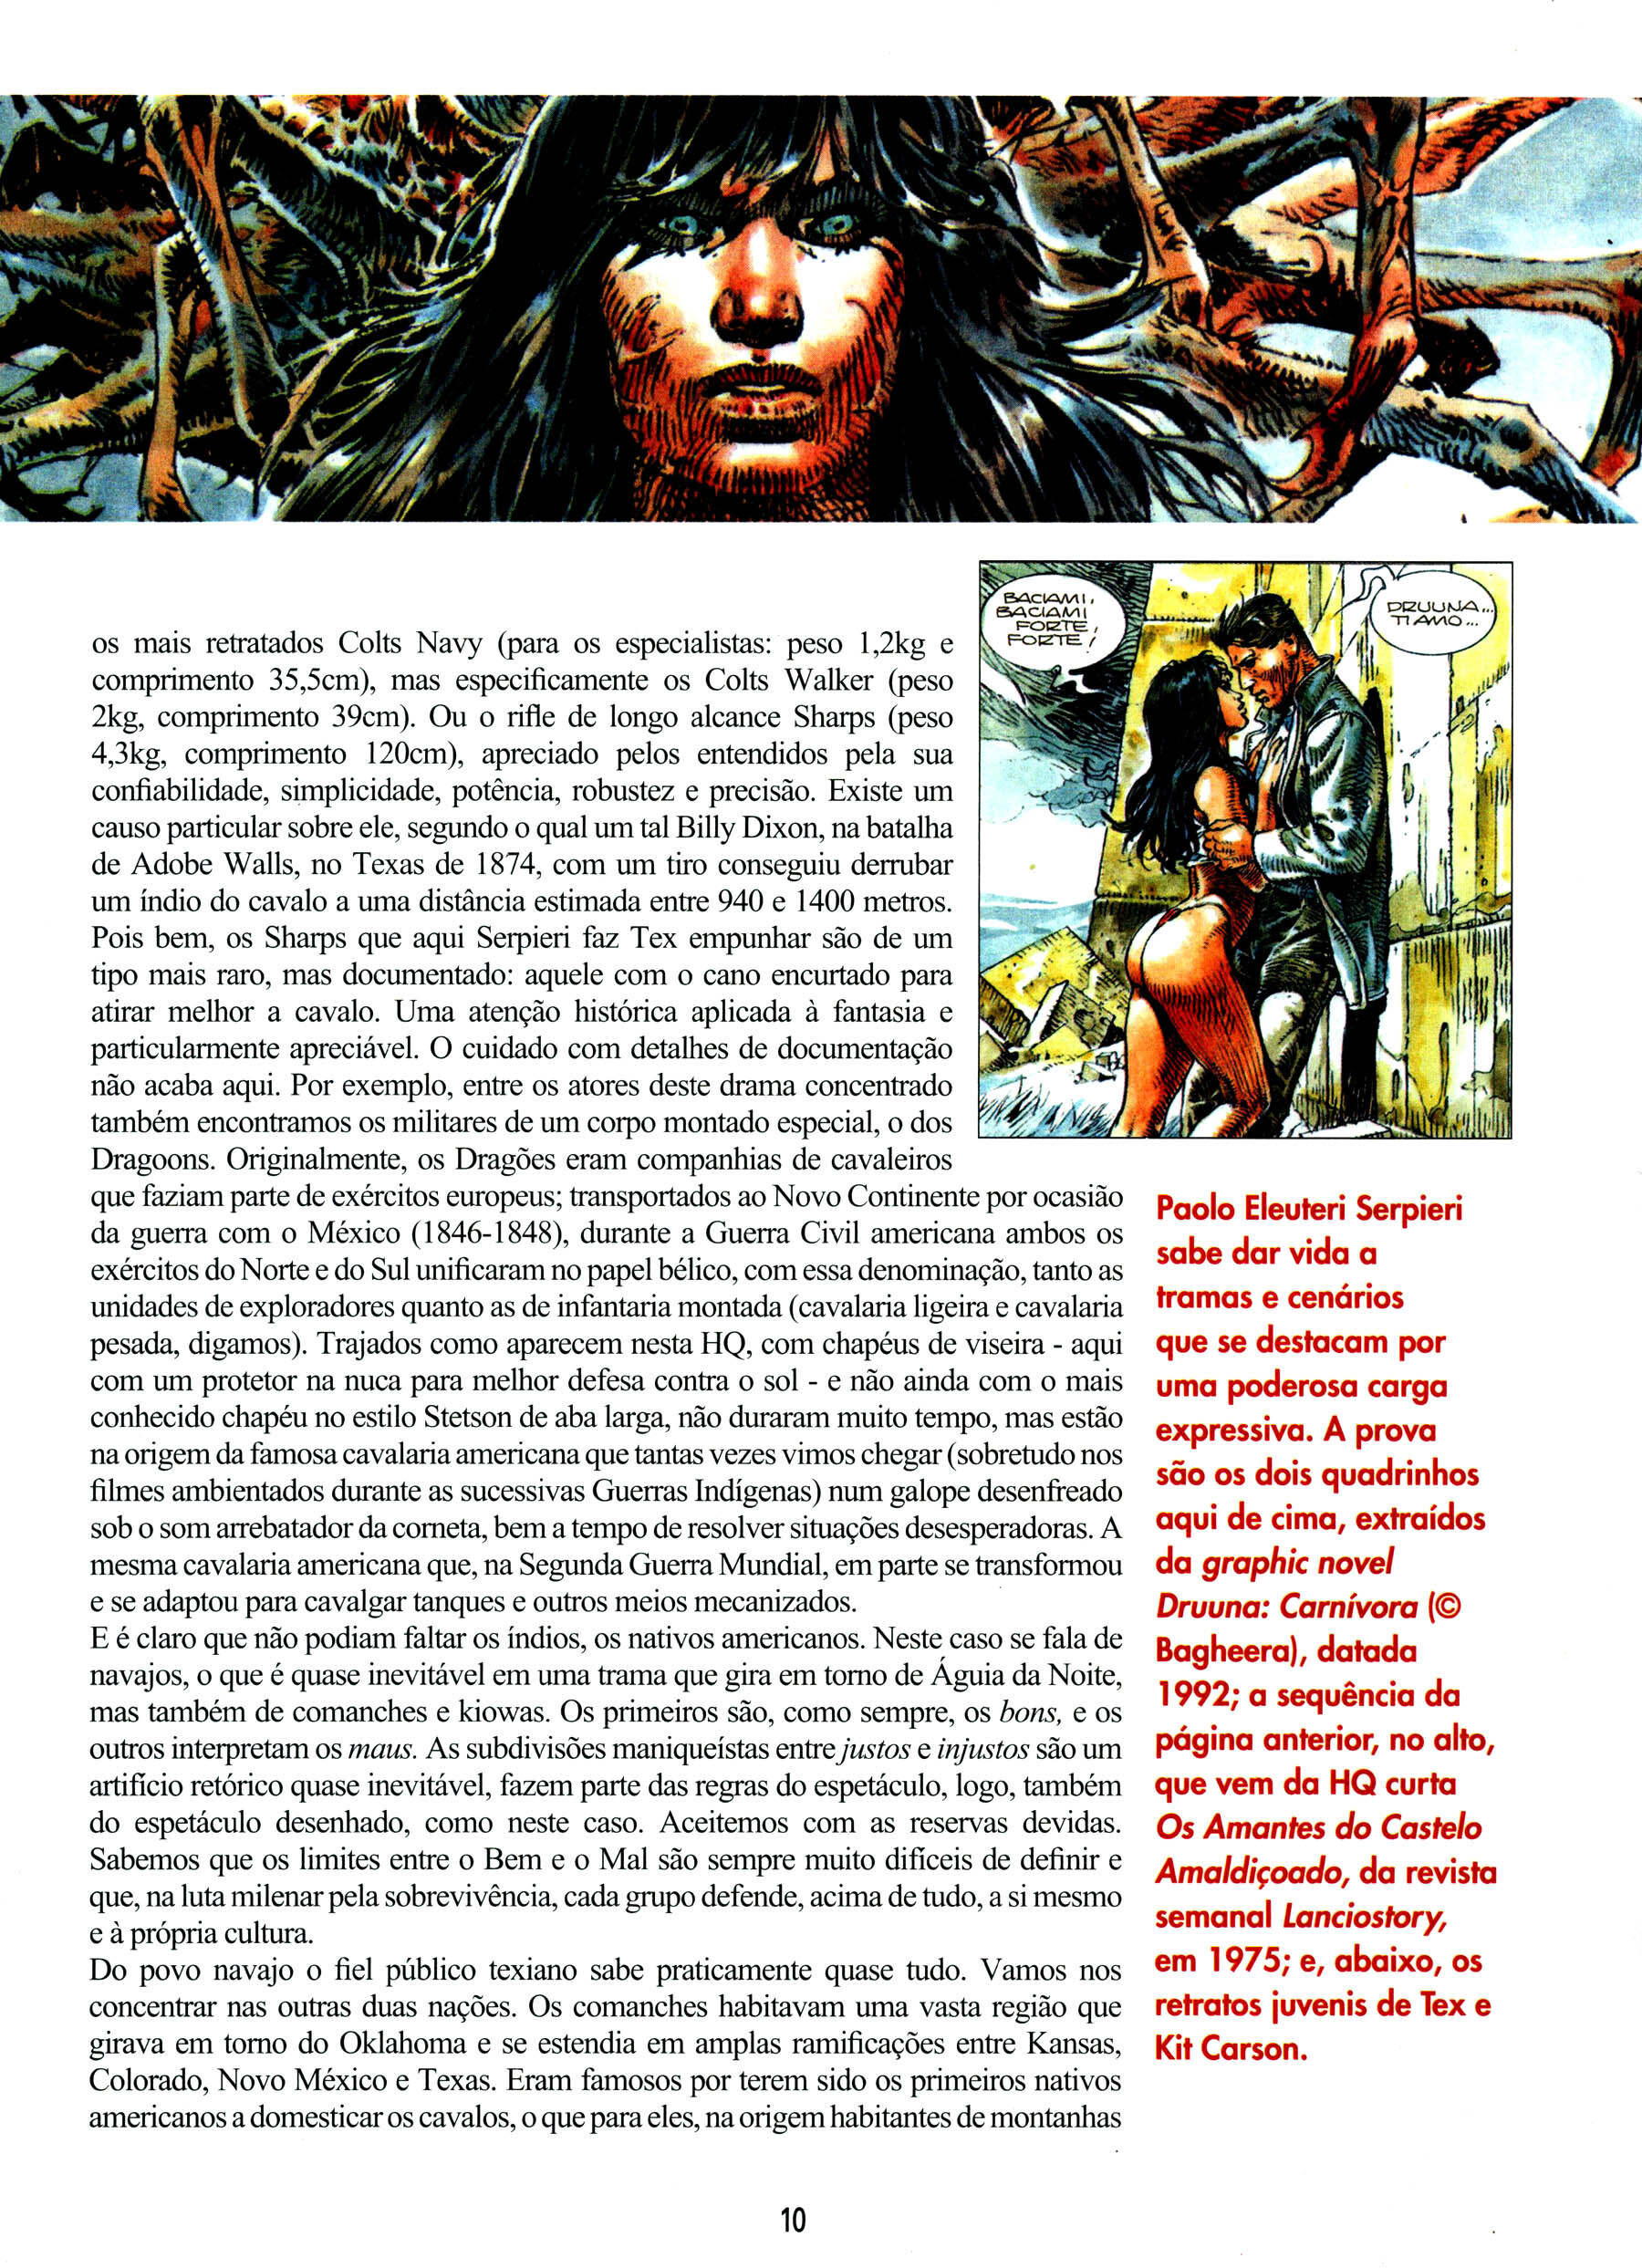 BACIAMI,
BACIAMI
FORTE,
FORTE!
DRUUNA...
TI AMO...
os mais retratados Colts Navy (para os especialistas: peso 1,2kg e
comprimento 35,5cm), mas especificamente os Colts Walker (peso
2kg, comprimento 39cm). Ou o rifle de longo alcance Sharps (peso
4,3kg, comprimento 120cm), apreciado pelos entendidos pela sua
confiabilidade, simplicidade, potência, robustez e precisão. Existe um
causo particular sobre ele, segundo o qual um tal Billy Dixon, na batalha
de Adobe Walls, no Texas de 1874, com um tiro conseguiu derrubar
um índio do cavalo a uma distância estimada entre 940 e 1400 metros.
Pois bem, os Sharps que aqui Serpieri faz Tex empunhar são de um
tipo mais raro, mas documentado: aquele com o cano encurtado para
atirar melhor a cavalo. Uma atenção histórica aplicada à fantasia e
particularmente apreciável. O cuidado com detalhes de documentação
não acaba aqui. Por exemplo, entre os atores deste drama concentrado
também encontramos os militares de um corpo montado especial, o dos
Dragoons. Originalmente, os Dragões eram companhias de cavaleiros
que faziam parte de exércitos europeus; transportados ao Novo Continente por ocasião
da guerra com o México (1846-1848), durante a Guerra Civil americana ambos os
exércitos do Norte e do Sul unificaram no papel bélico, com essa denominação, tanto as
unidades de exploradores quanto as de infantaria montada (cavalaria ligeira e cavalaria
pesada, digamos). Trajados como aparecem nesta HQ, com chapéus de viseira - aqui
com um protetor na nuca para melhor defesa contra o sol - e não ainda com o mais
conhecido chapéu no estilo Stetson de aba larga, não duraram muito tempo, mas estão
na origem da famosa cavalaria americana que tantas vezes vimos chegar (sobretudo nos
filmes ambientados durante as sucessivas Guerras Indígenas) num galope desenfreado
sob o som arrebatador da corneta, bem a tempo de resolver situações desesperadoras. A
mesma cavalaria americana que, na Segunda Guerra Mundial, em parte se transformou
e se adaptou para cavalgar tanques e outros meios mecanizados.
E é claro que não podiam faltar os índios, os nativos americanos. Neste caso se fala de
navajos, o que é quase inevitável em uma trama que gira em torno de Águia da Noite,
mas também de comanches e kiowas. Os primeiros são, como sempre, os bons, e os
outros interpretam os maus. As subdivisões maniqueístas entre justos e injustos são um
artifício retórico quase inevitável, fazem parte das regras do espetáculo, logo, também
do espetáculo desenhado, como neste caso. Aceitemos com as reservas devidas.
Sabemos que os limites entre o Bem e o Mal são sempre muito difíceis de definir e
que, na luta milenar pela sobrevivência, cada grupo defende, acima de tudo, a si mesmo
e à própria cultura.
Do povo navajo o fiel público texiano sabe praticamente quase tudo. Vamos nos
concentrar nas outras duas nações. Os comanches habitavam uma vasta região que
girava em torno do Oklahoma e se estendia em amplas ramificações entre Kansas,
Colorado, Novo México e Texas. Eram famosos por terem sido os primeiros nativos
americanos a domesticar os cavalos, o que para eles, na origem habitantes de montanhas
Paolo Eleuteri Serpieri
sabe dar vida a
tramas e cenários
que se destacam por
uma poderosa carga
expressiva. A prova
são os dois quadrinhos
aqui de cima, extraídos
da graphic novel
Druuna: Carnívora (©
Bagheera), datada
1992; a sequência da
página anterior, no alto,
que vem da HQ curta
Os Amantes do Castelo
Amaldiçoado, da revista
semanal Lanciostory,
em 1975; e, abaixo, os
retratos juvenis de Tex e
Kit Carson.
10